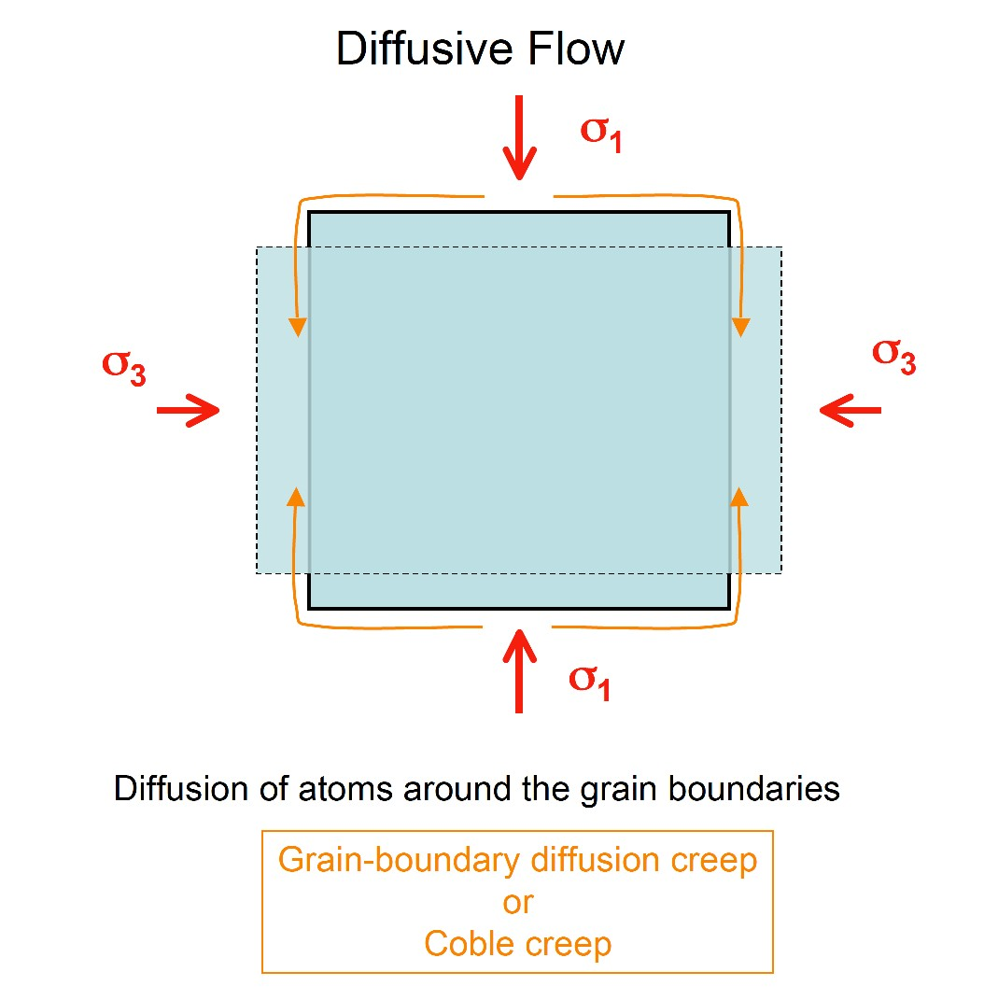 Diffusive Flow
σ1
σ3
σ3
σ1
Diffusion of atoms around the grain boundaries
Grain-boundary diffusion creep
or
Coble creep